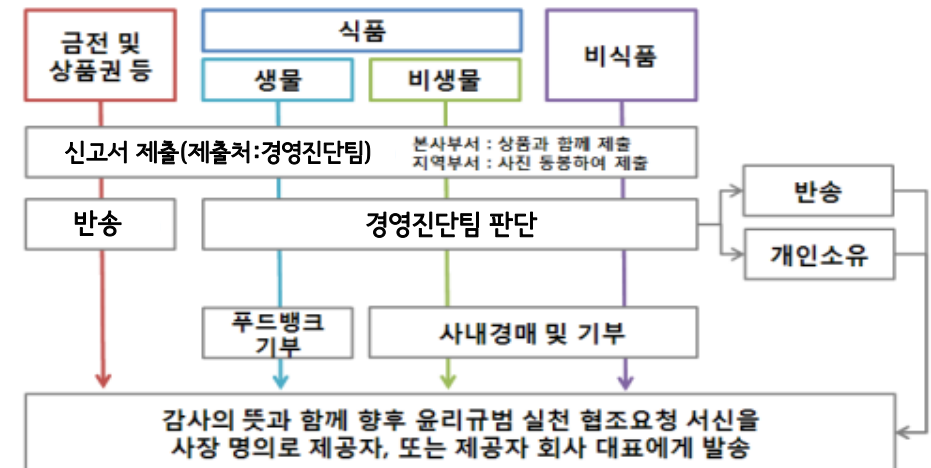 금전 및
상품권 등
식품
생물
비생물
비식품
신고서 제출(제출처:경영진단팀)
본사부서 : 상품과 함께 제출
지역부서 : 사진 동봉하여 제출
반송
경영진단팀 판단
반송
개인소유
푸드뱅크
기부
사내경매 및 기부
감사의 뜻과 함께 향후 윤리규범 실천 협조요청 서신을
사장 명의로 제공자, 또는 제공자 회사 대표에게 발송